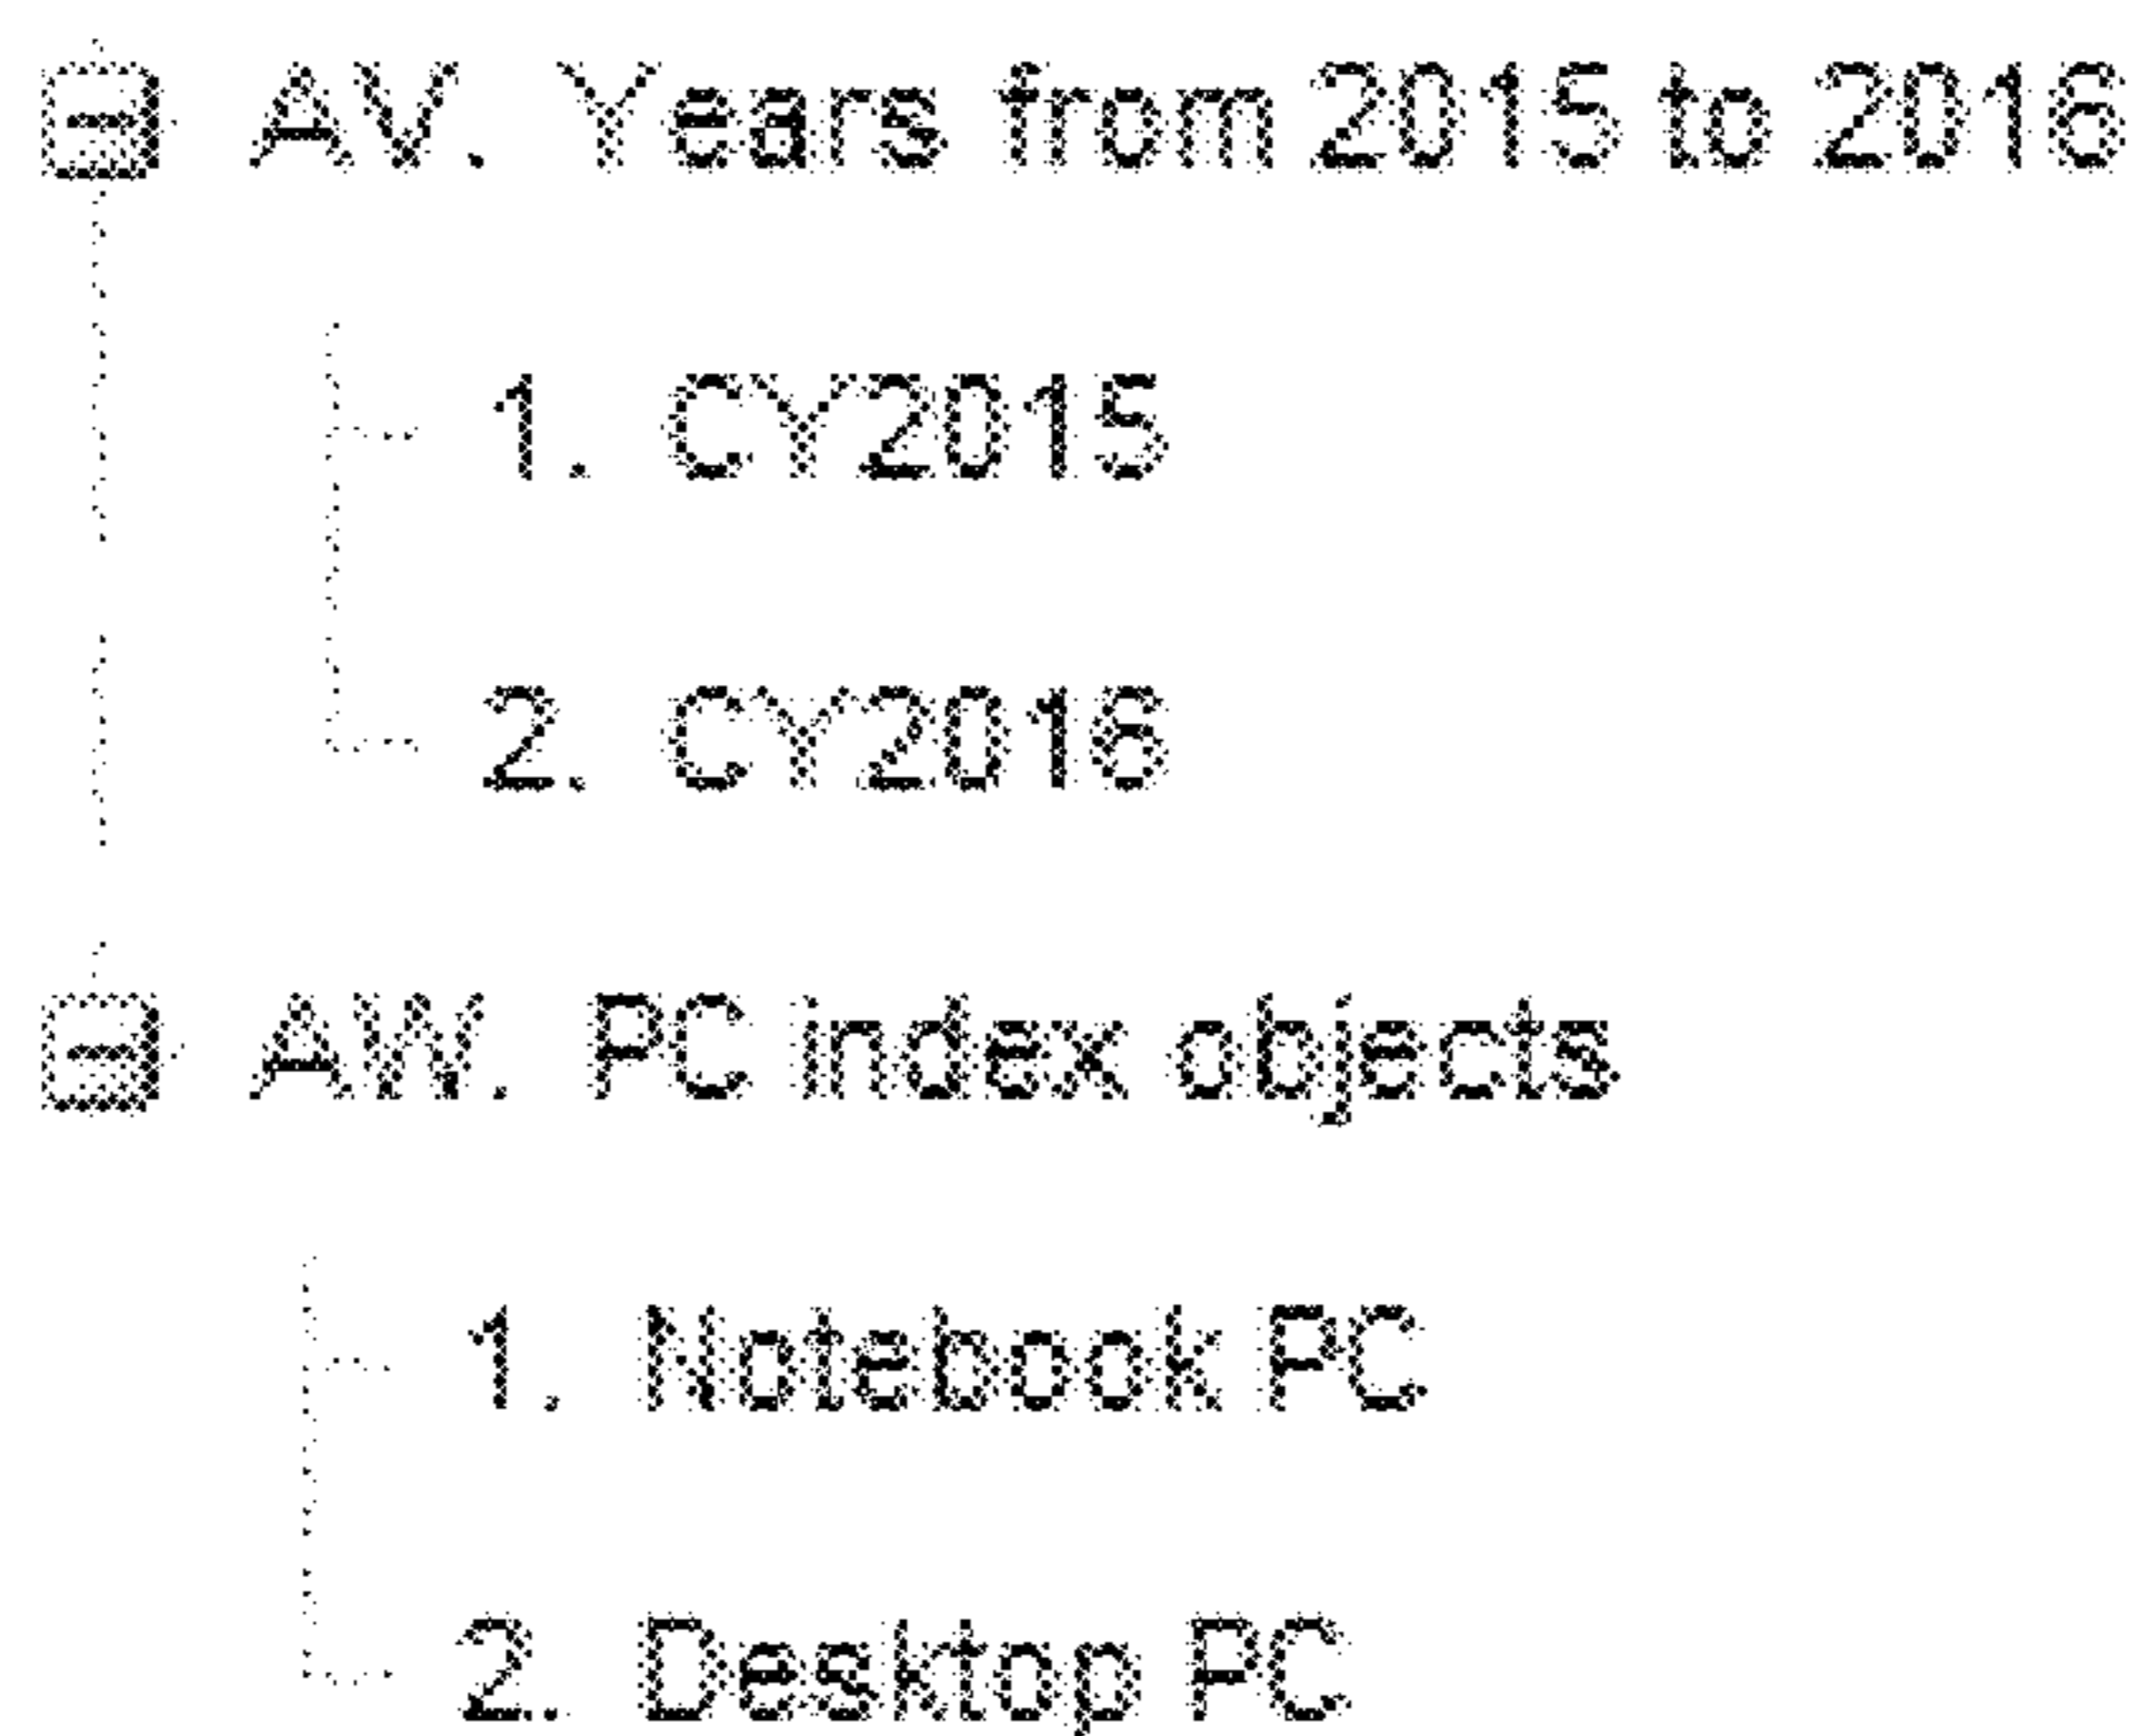 AV. Years from 2015 to 2016
1. CY2015
2. CY2016
AW. PC index objects
1. Notebook PC
2. Desktop PC